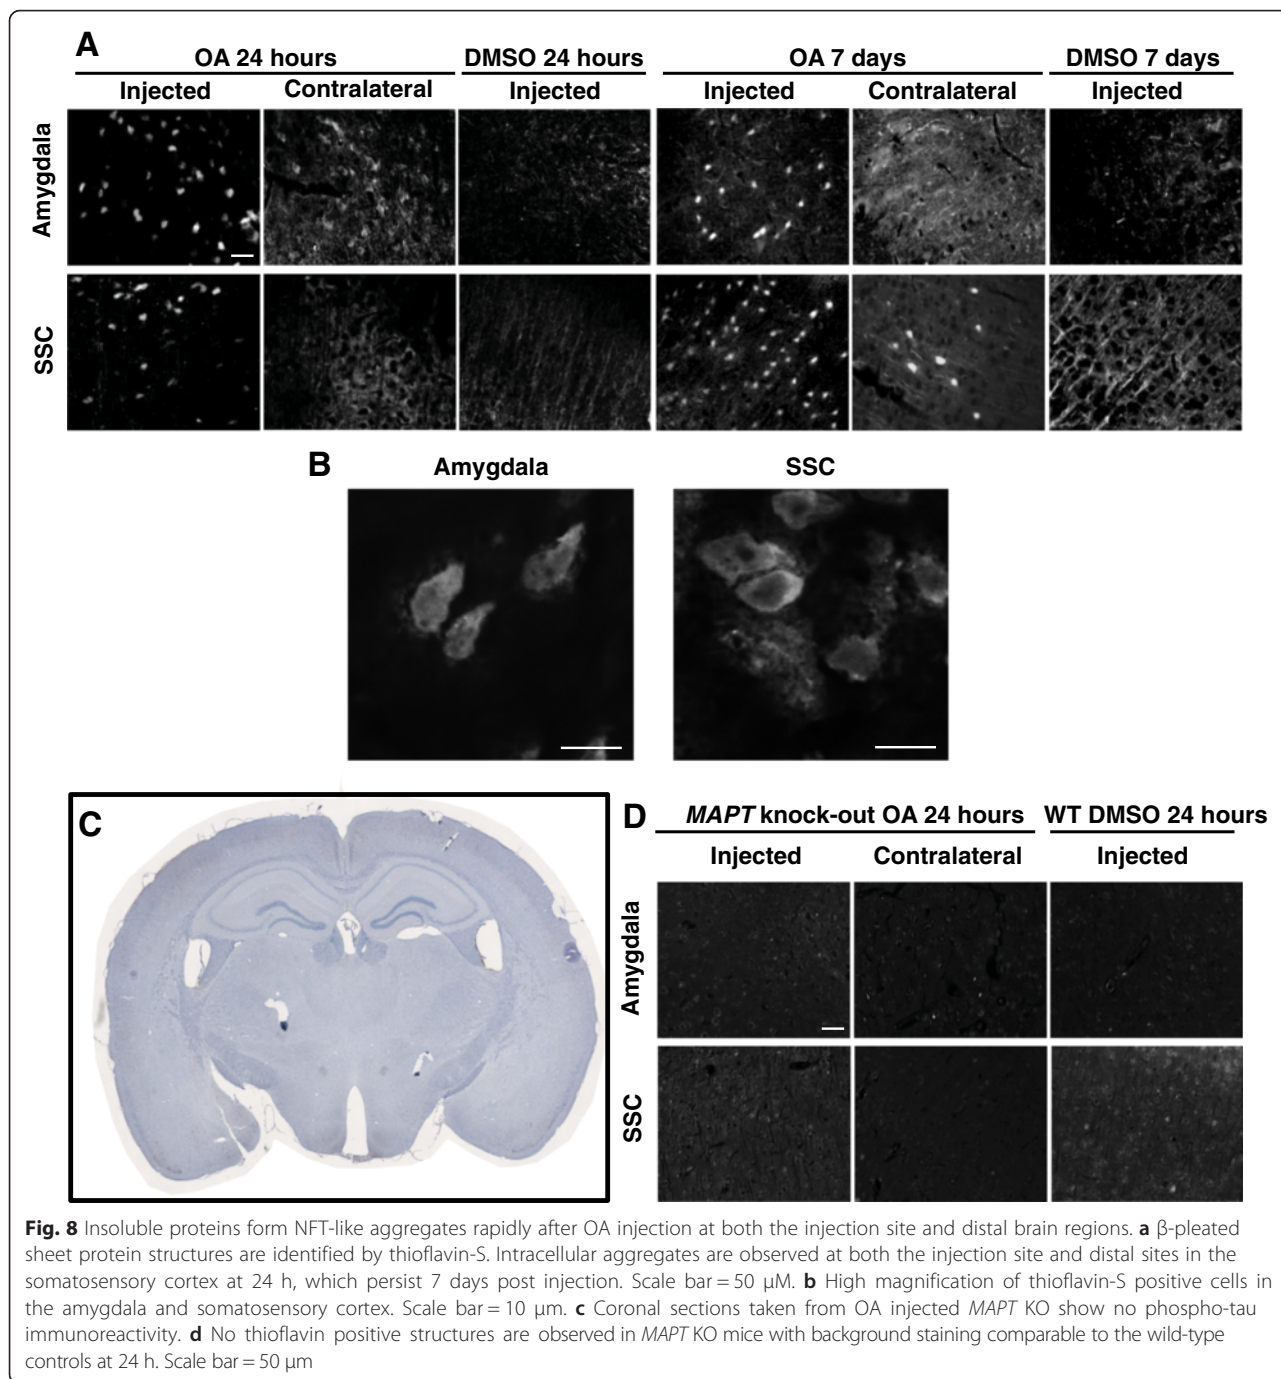 A
OA 24 hours DMSO 24 hours OA 7 days DMSO 7 days
Injected Contralateral Injected Injected Contralateral Injected
Amygdala
SSC
B
Amygdala SSC
C
D
MAPT knock-out OA 24 hours WT DMSO 24 hours
Injected Contralateral Injected
Amygdala
SSC
Fig. 8 Insoluble proteins form NFT-like aggregates rapidly after OA injection at both the injection site and distal brain regions. a β-pleated
sheet protein structures are identified by thioflavin-S. Intracellular aggregates are observed at both the injection site and distal sites in the
somatosensory cortex at 24 h, which persist 7 days post injection. Scale bar = 50 μM. b High magnification of thioflavin-S positive cells in
the amygdala and somatosensory cortex. Scale bar = 10 μm. c Coronal sections taken from OA injected MAPT KO show no phospho-tau
immunoreactivity. d No thioflavin positive structures are observed in MAPT KO mice with background staining comparable to the wild-type
controls at 24 h. Scale bar = 50 μm